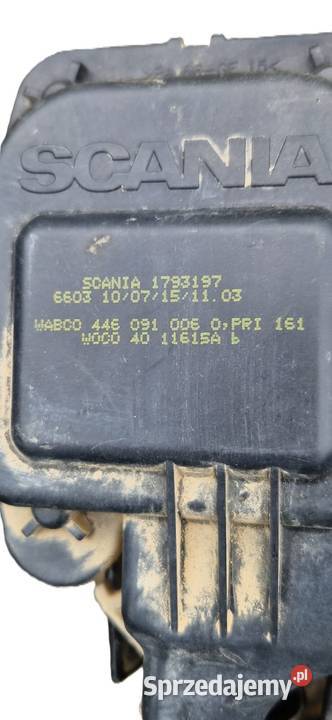 SCANIA
SCANIA 1793197
6603 10/07/15/11.03
WABCO 446 091 006 0,PRI 161
WOCO 40 11615A b
Sprzedajemy.pl